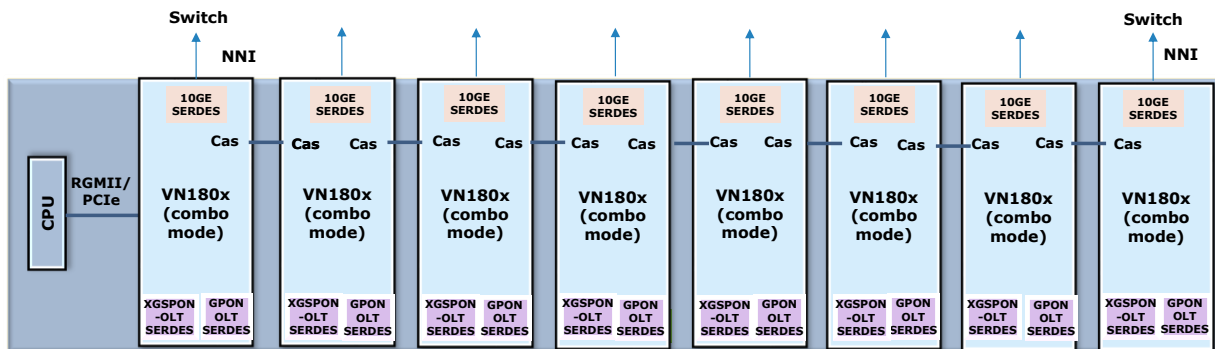 Switch
Switch
NNI
NNI
10GE
SERDES
10GE
SERDES
10GE
SERDES
10GE
SERDES
10GE
SERDES
10GE
SERDES
10GE
SERDES
10GE
SERDES
Cas
Cas
Cas
Cas
Cas
Cas
Cas
Cas
Cas
Cas
Cas
Cas
Cas
Cas
CPU
RGMII/
PCIe
VN180x
(combo
mode)
VN180x
(combo
mode)
VN180x
(combo
mode)
VN180x
(combo
mode)
VN180x
(combo
mode)
VN180x
(combo
mode)
VN180x
(combo
mode)
VN180x
(combo
mode)
XGSPON
-OLT
SERDES
GPON
OLT
SERDES
XGSPON
-OLT
SERDES
GPON
OLT
SERDES
XGSPON
-OLT
SERDES
GPON
OLT
SERDES
XGSPON
-OLT
SERDES
GPON
OLT
SERDES
XGSPON
-OLT
SERDES
GPON
OLT
SERDES
XGSPON
-OLT
SERDES
GPON
OLT
SERDES
XGSPON
-OLT
SERDES
GPON
OLT
SERDES
XGSPON
-OLT
SERDES
GPON
OLT
SERDES